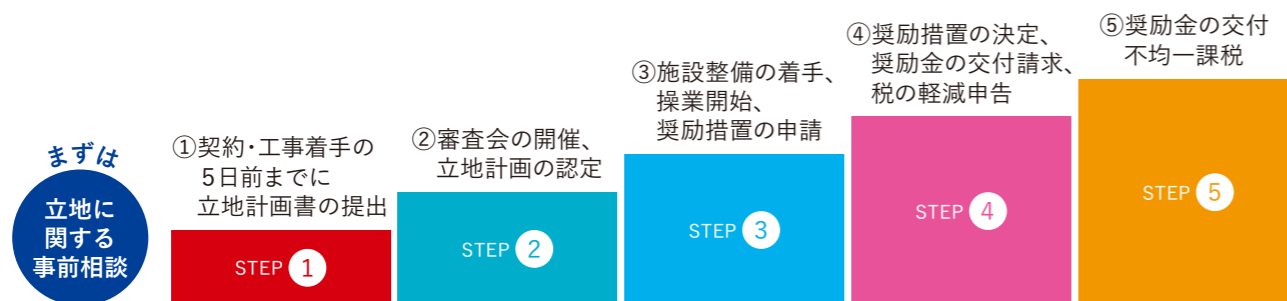 まずは
立地に
関する
事前相談
①契約・工事着手の
5日前までに
立地計画書の提出
STEP 1
②審査会の開催、
立地計画の認定
STEP 2
③施設整備の着手、
操業開始、
奨励措置の申請
STEP 3
④奨励措置の決定、
奨励金の交付請求、
税の軽減申告
STEP 4
⑤奨励金の交付
不均一課税
STEP 5